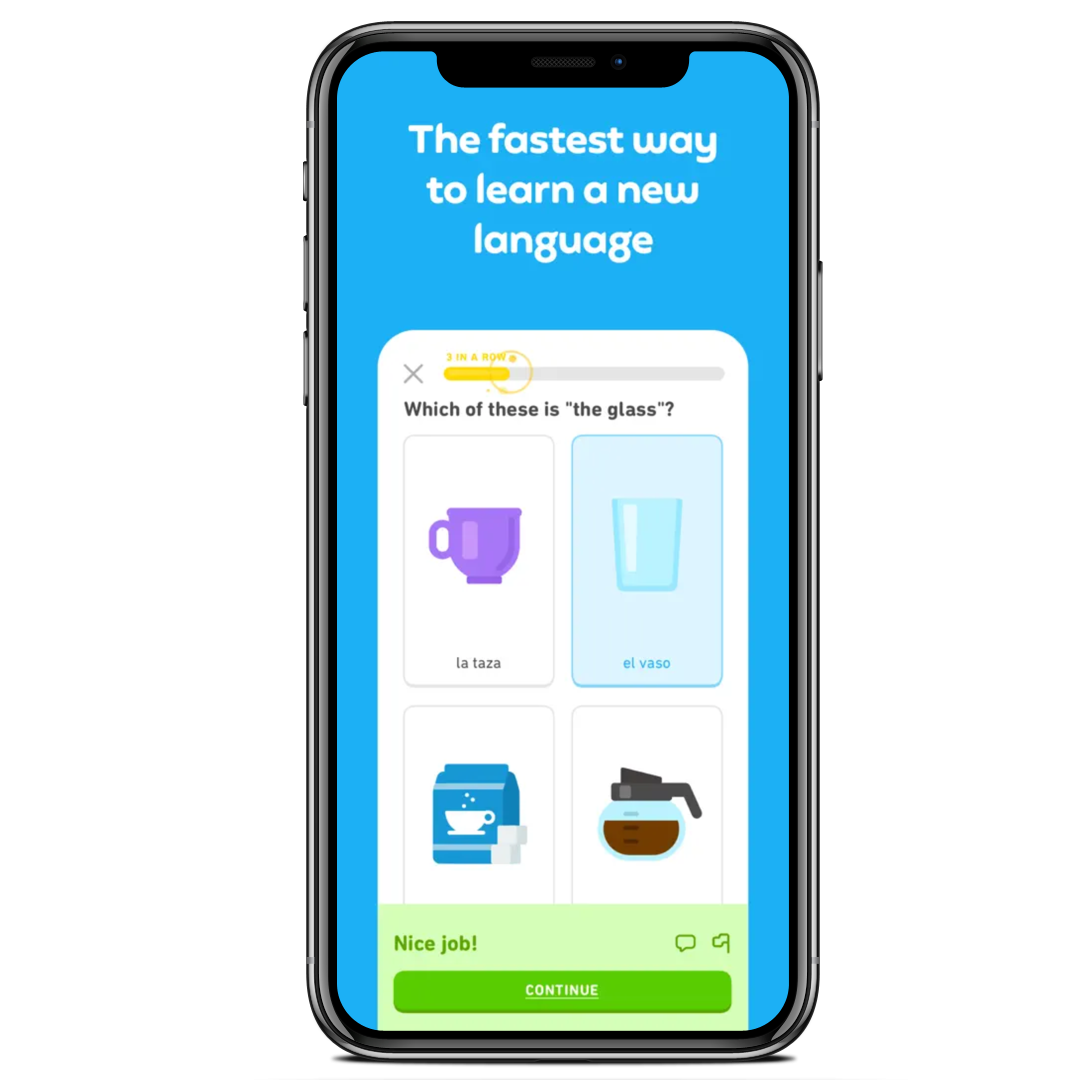 The fastest way
to learn a new
language
3 IN A ROW
Which of these is "the glass"?
la taza
el vaso
Nice job!
CONTINUE